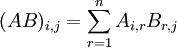 (AB)_{i,j} = \sum_{r=1}^{n} A_{i,r} B_{r,j}